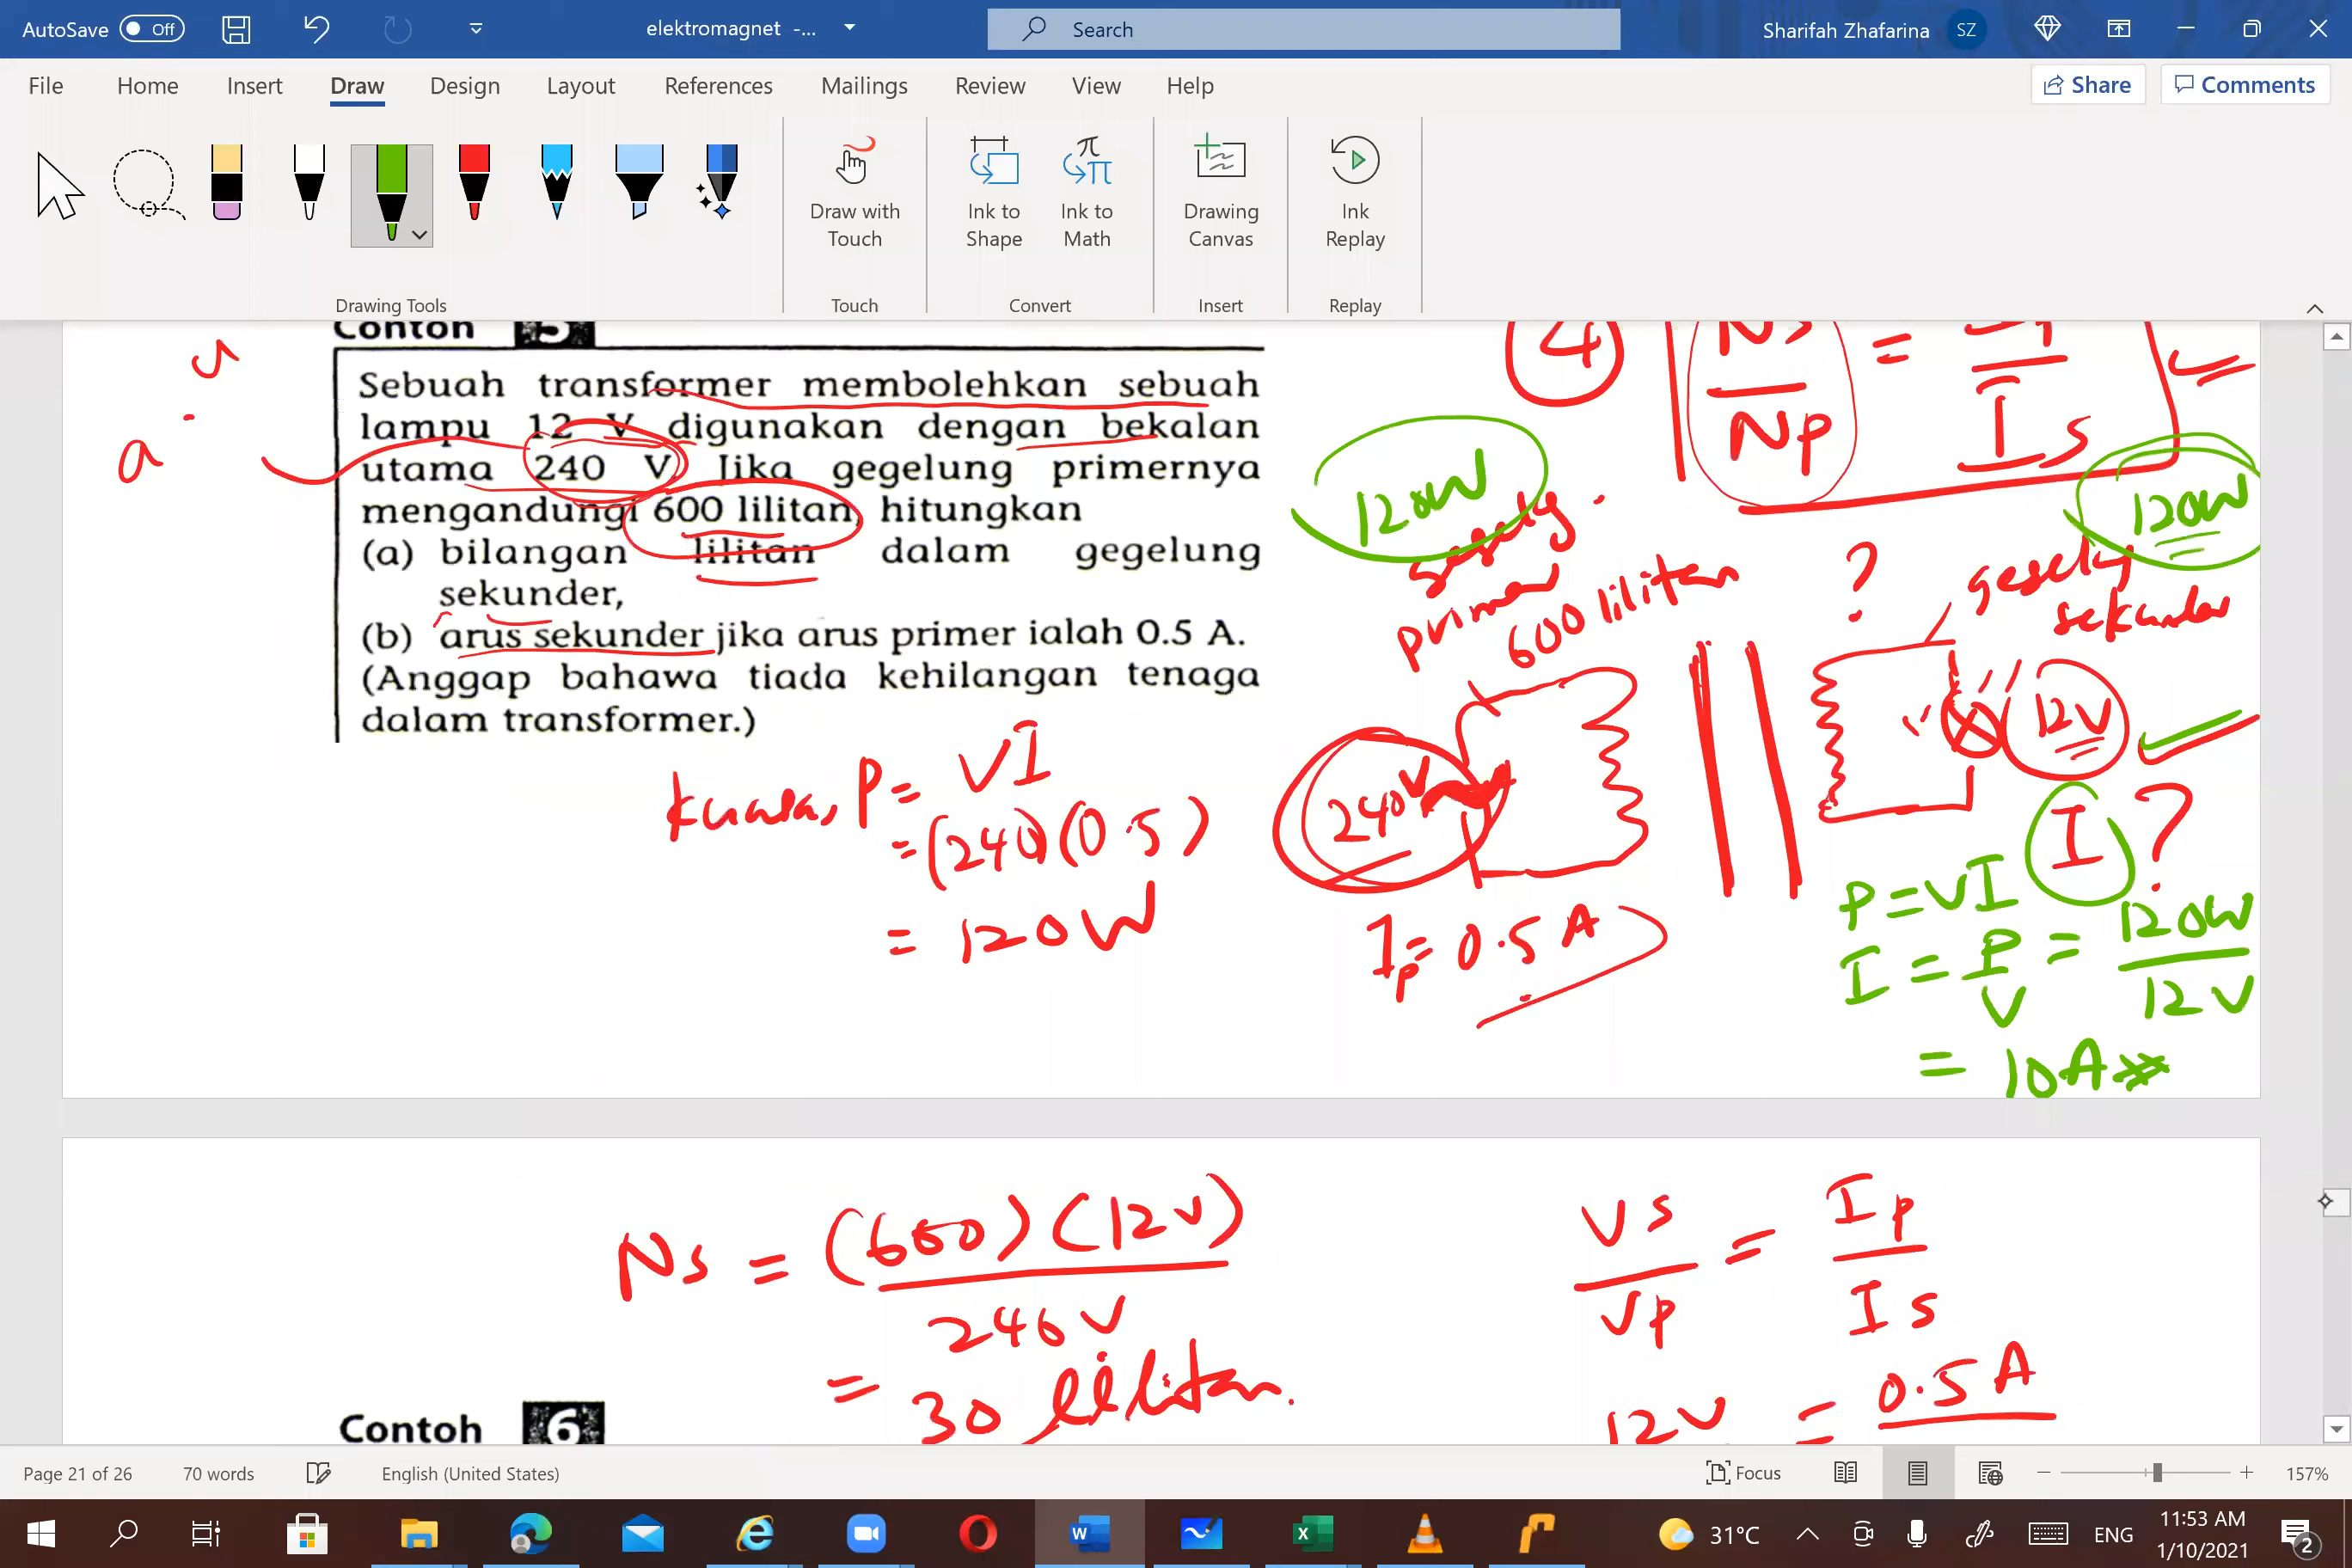 AutoSave Off
elektromagnet -...
Search
Sharifah Zhafarina SZ
File Home Insert Draw Design Layout References Mailings Review View Help
Share Comments
Draw with Touch
Ink to Shape
Ink to Math
Drawing Canvas
Ink Replay
Drawing Tools Touch Convert Insert Replay
Contoh 5
Sebuah transformer membolehkan sebuah
lampu 12 V digunakan dengan bekalan
utama 240 V. Jika gegelung primernya
mengandungi 600 lilitan, hitungkan
(a) bilangan lilitan dalam gegelung
sekunder,
(b) arus sekunder jika arus primer ialah 0.5 A.
(Anggap bahawa tiada kehilangan tenaga
dalam transformer.)
a
4
Ns/Np = Ip/Is
120W
120W
primer
600 lilitan
?
sekunder
240V
12V
I ?
Ip = 0.5 A
kuasa, P = VI
= (240)(0.5)
= 120 W
P = VI
I = P/V = 120W/12V
= 10A
Ns = (600)(12V)/240V
= 30 lilitan.
Vs/Vp = Ip/Is
12V = 0.5 A
Contoh 6
Page 21 of 26 70 words English (United States) Focus 157%
31°C ENG 11:53 AM
1/10/2021 2